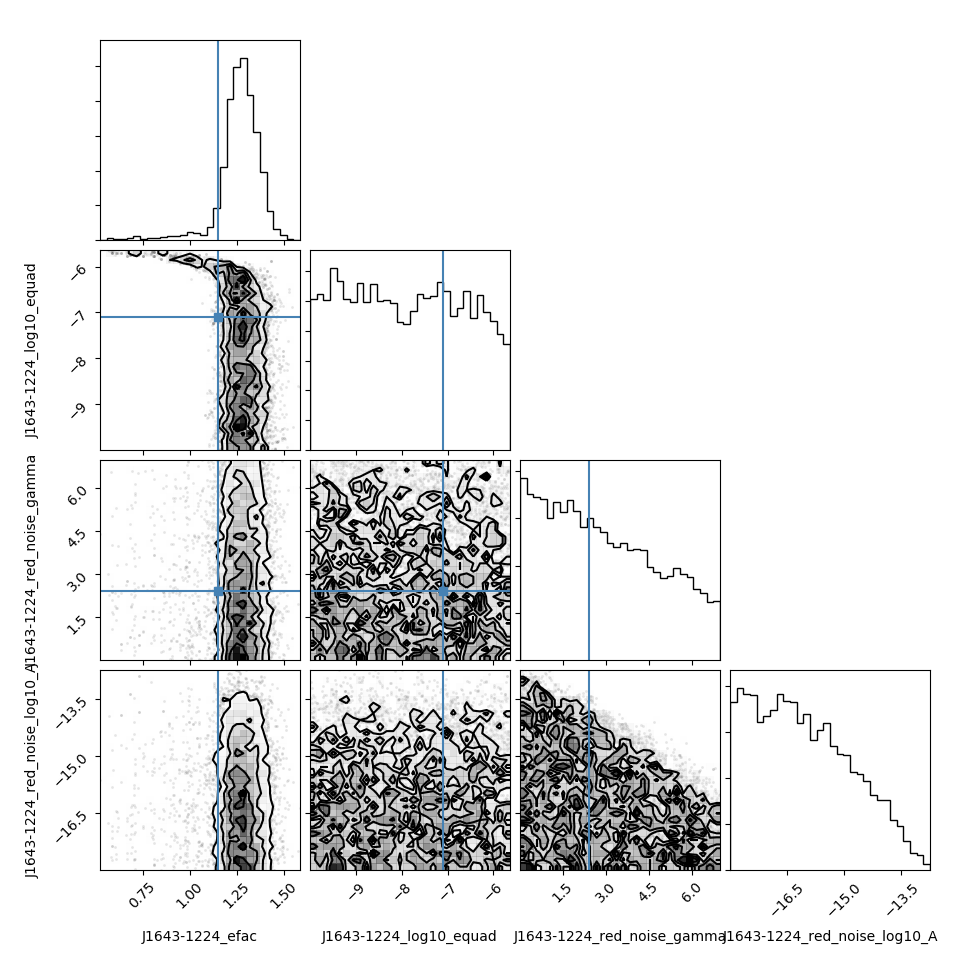 J1643-1224_log10_equad
−6
−7
−8
−9
J1643-1224_red_noise_gamma
6.0
4.5
3.0
1.5
J1643-1224_red_noise_log10_A
−13.5
−15.0
−16.5
0.75 1.00 1.25 1.50
−9 −8 −7 −6
1.5 3.0 4.5 6.0
−16.5 −15.0 −13.5
J1643-1224_efac J1643-1224_log10_equad J1643-1224_red_noise_gamma J1643-1224_red_noise_log10_A